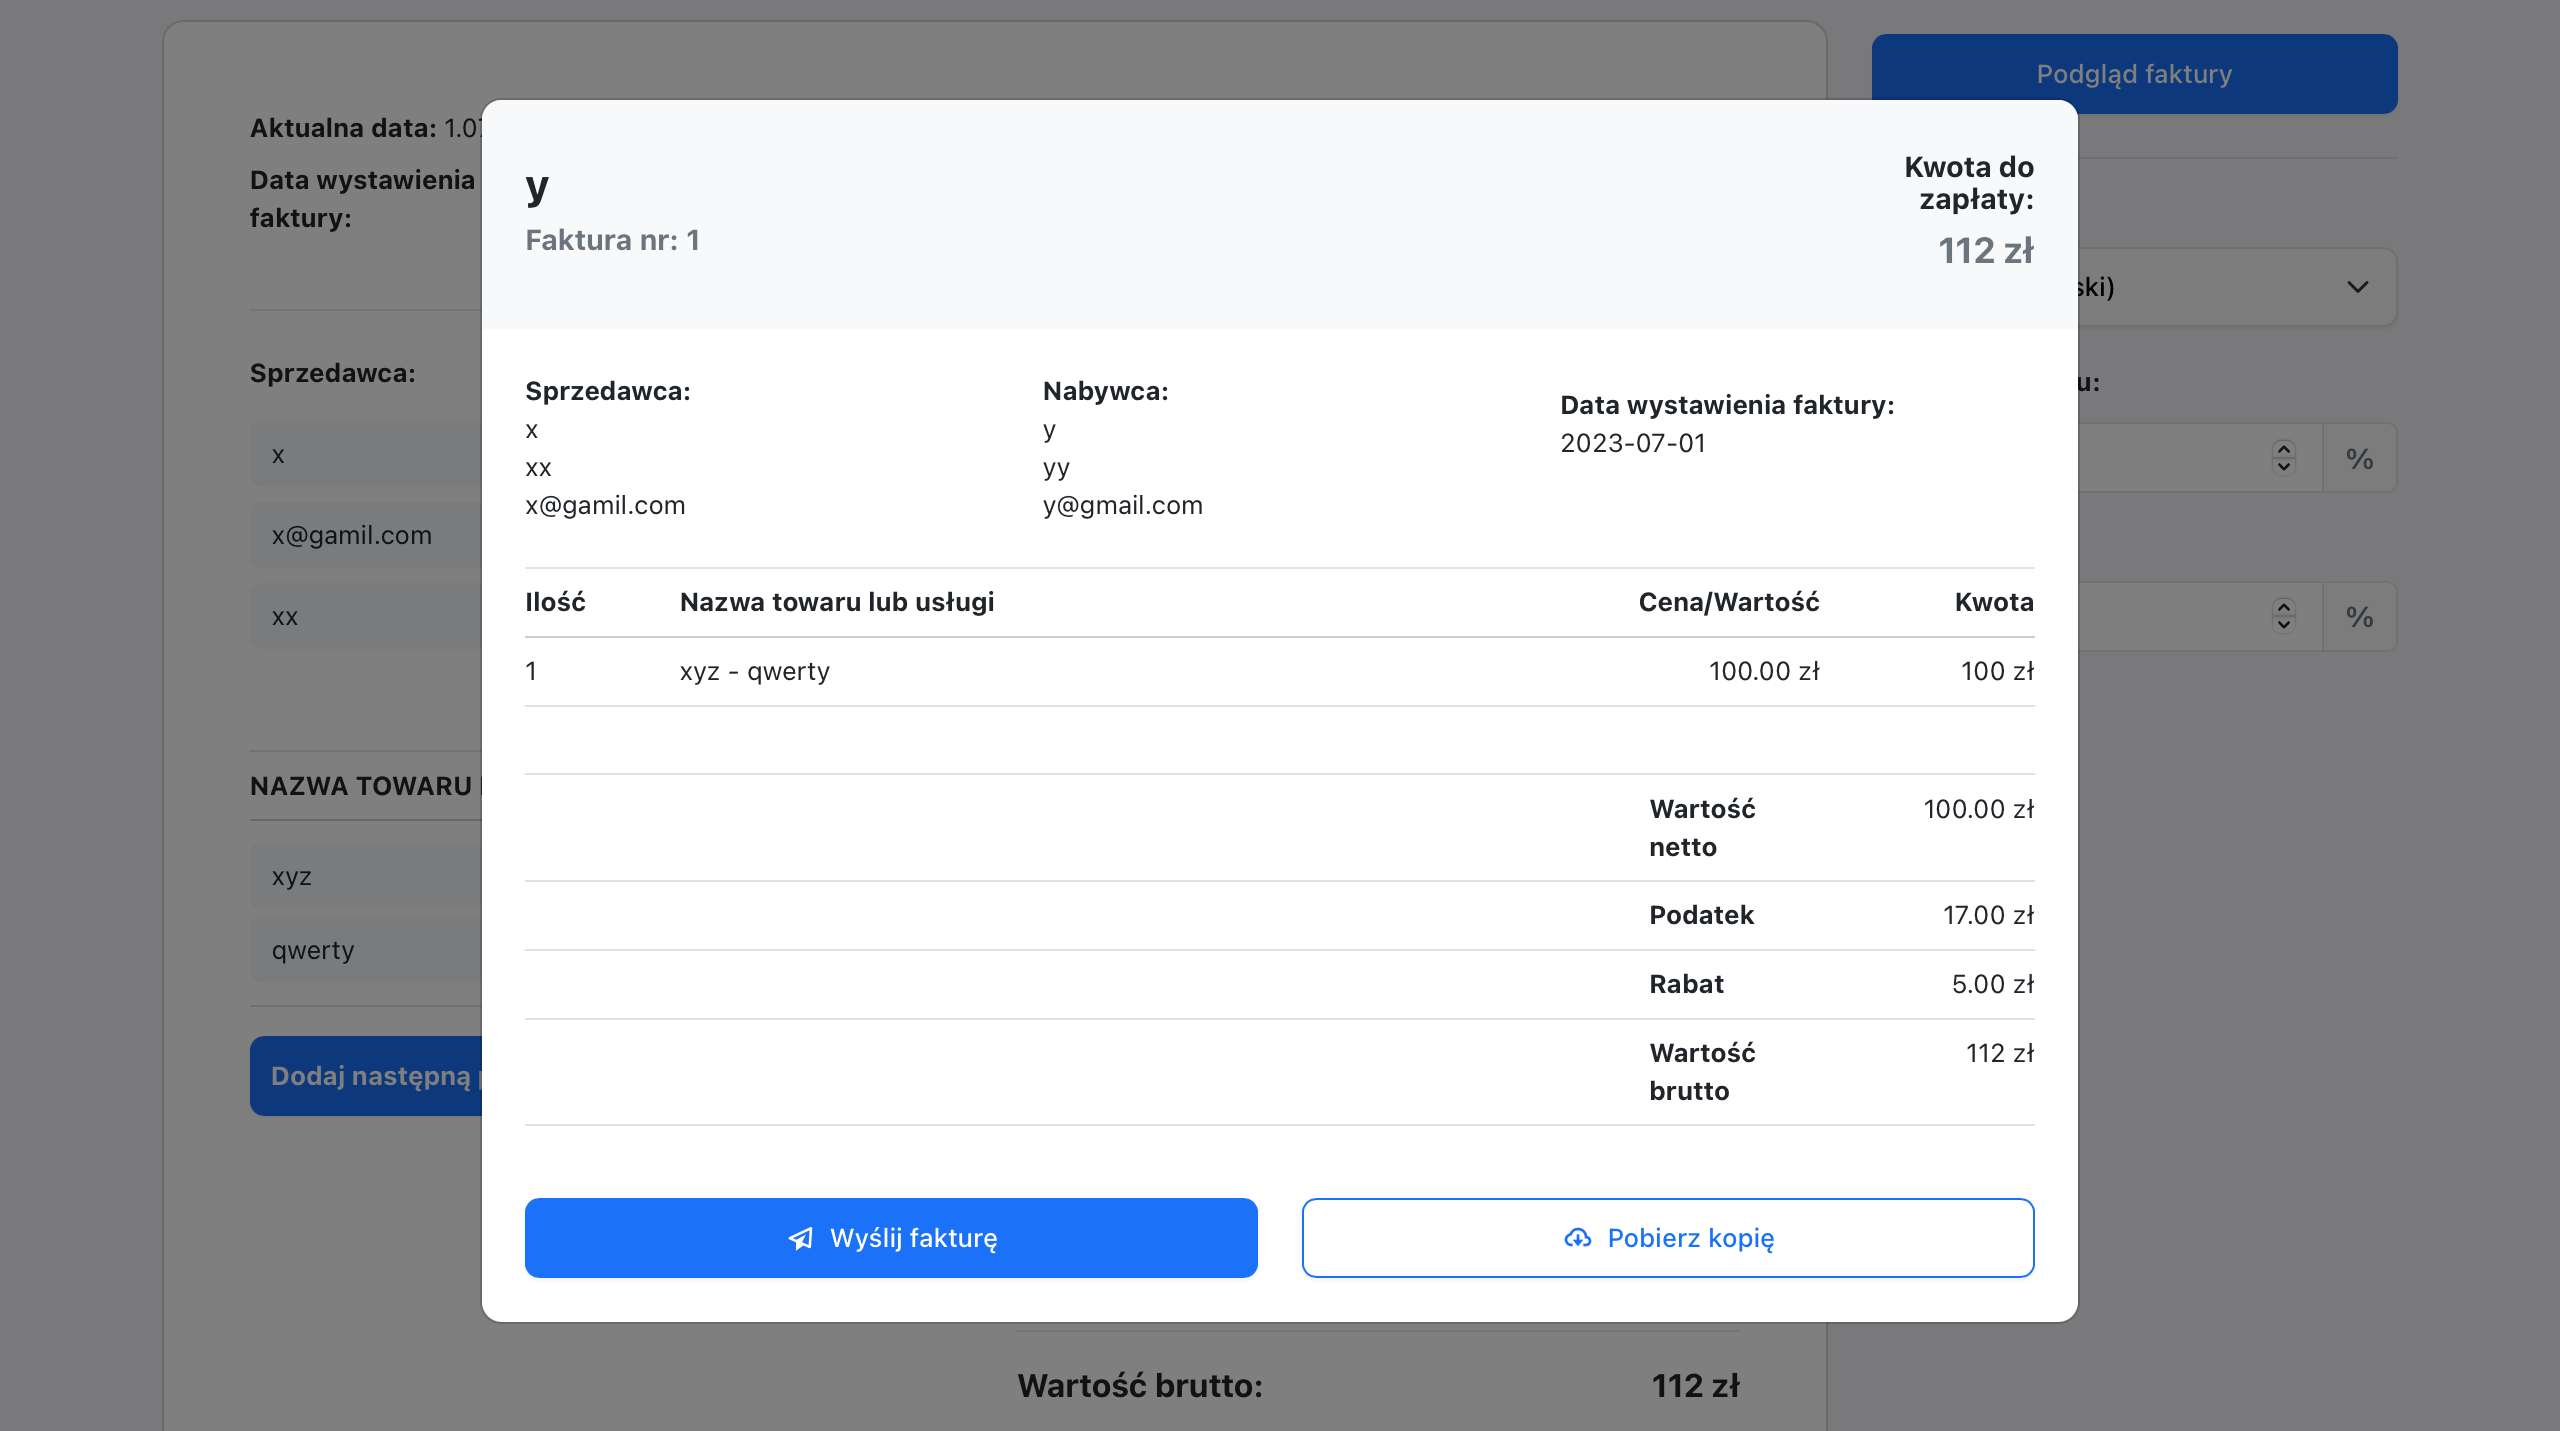 Podgląd faktury
Aktualna data: 1.07
Data wystawienia
faktury:
Sprzedawca:
x
x@gamil.com
xx
NAZWA TOWARU
xyz
qwerty
Dodaj następną
y
Faktura nr: 1
Kwota do
zapłaty:
112 zł
Sprzedawca:
x
xx
x@gamil.com
Nabywca:
y
yy
y@gmail.com
Data wystawienia faktury:
2023-07-01
Ilość Nazwa towaru lub usługi Cena/Wartość Kwota
1 xyz - qwerty 100.00 zł 100 zł
Wartość
netto
100.00 zł
Podatek 17.00 zł
Rabat 5.00 zł
Wartość
brutto
112 zł
Wyślij fakturę
Pobierz kopię
ski)
u:
%
%
Wartość brutto: 112 zł